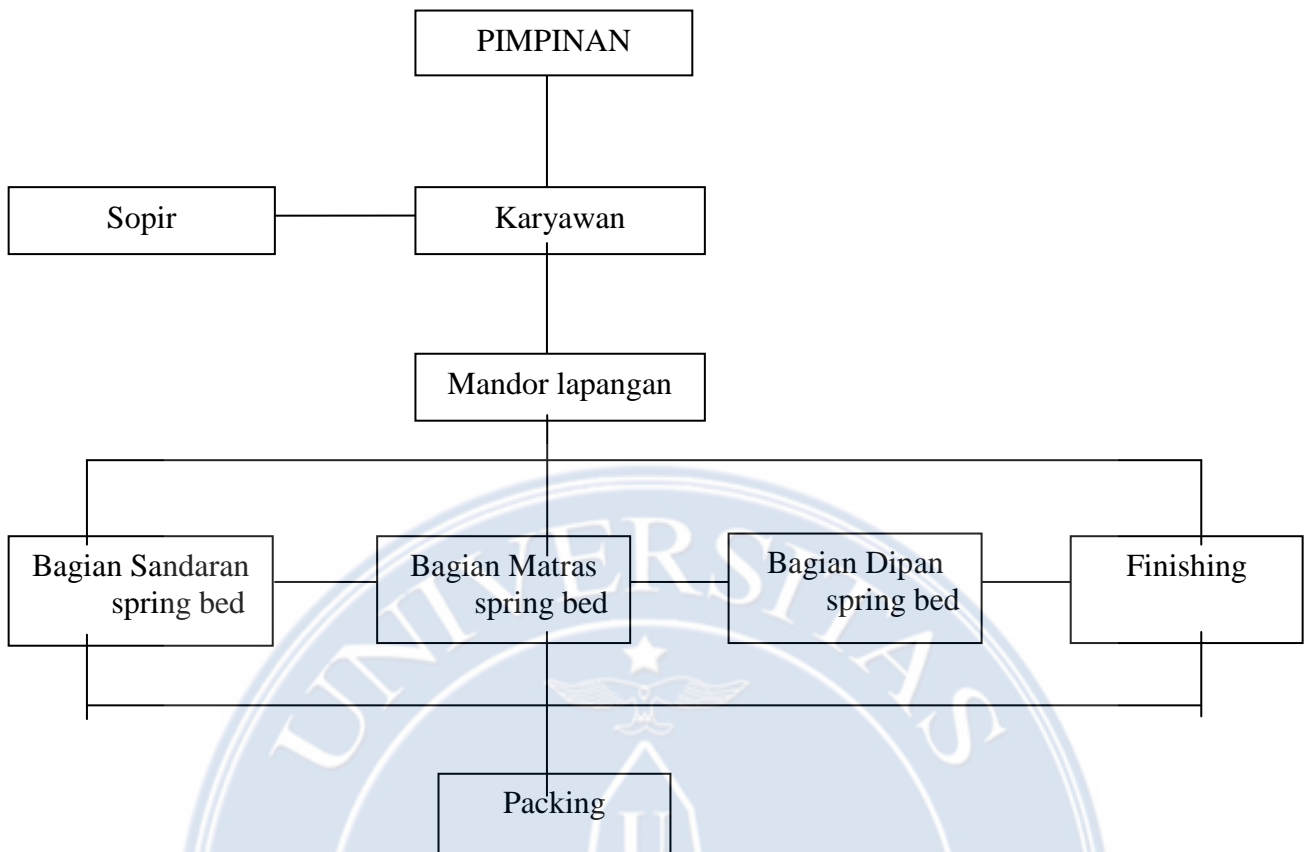 PIMPINAN
Sopir
Karyawan
Mandor lapangan
Bagian Sandaran
spring bed
Bagian Matras
spring bed
Bagian Dipan
spring bed
Finishing
UNIVERSITAS
Packing
U